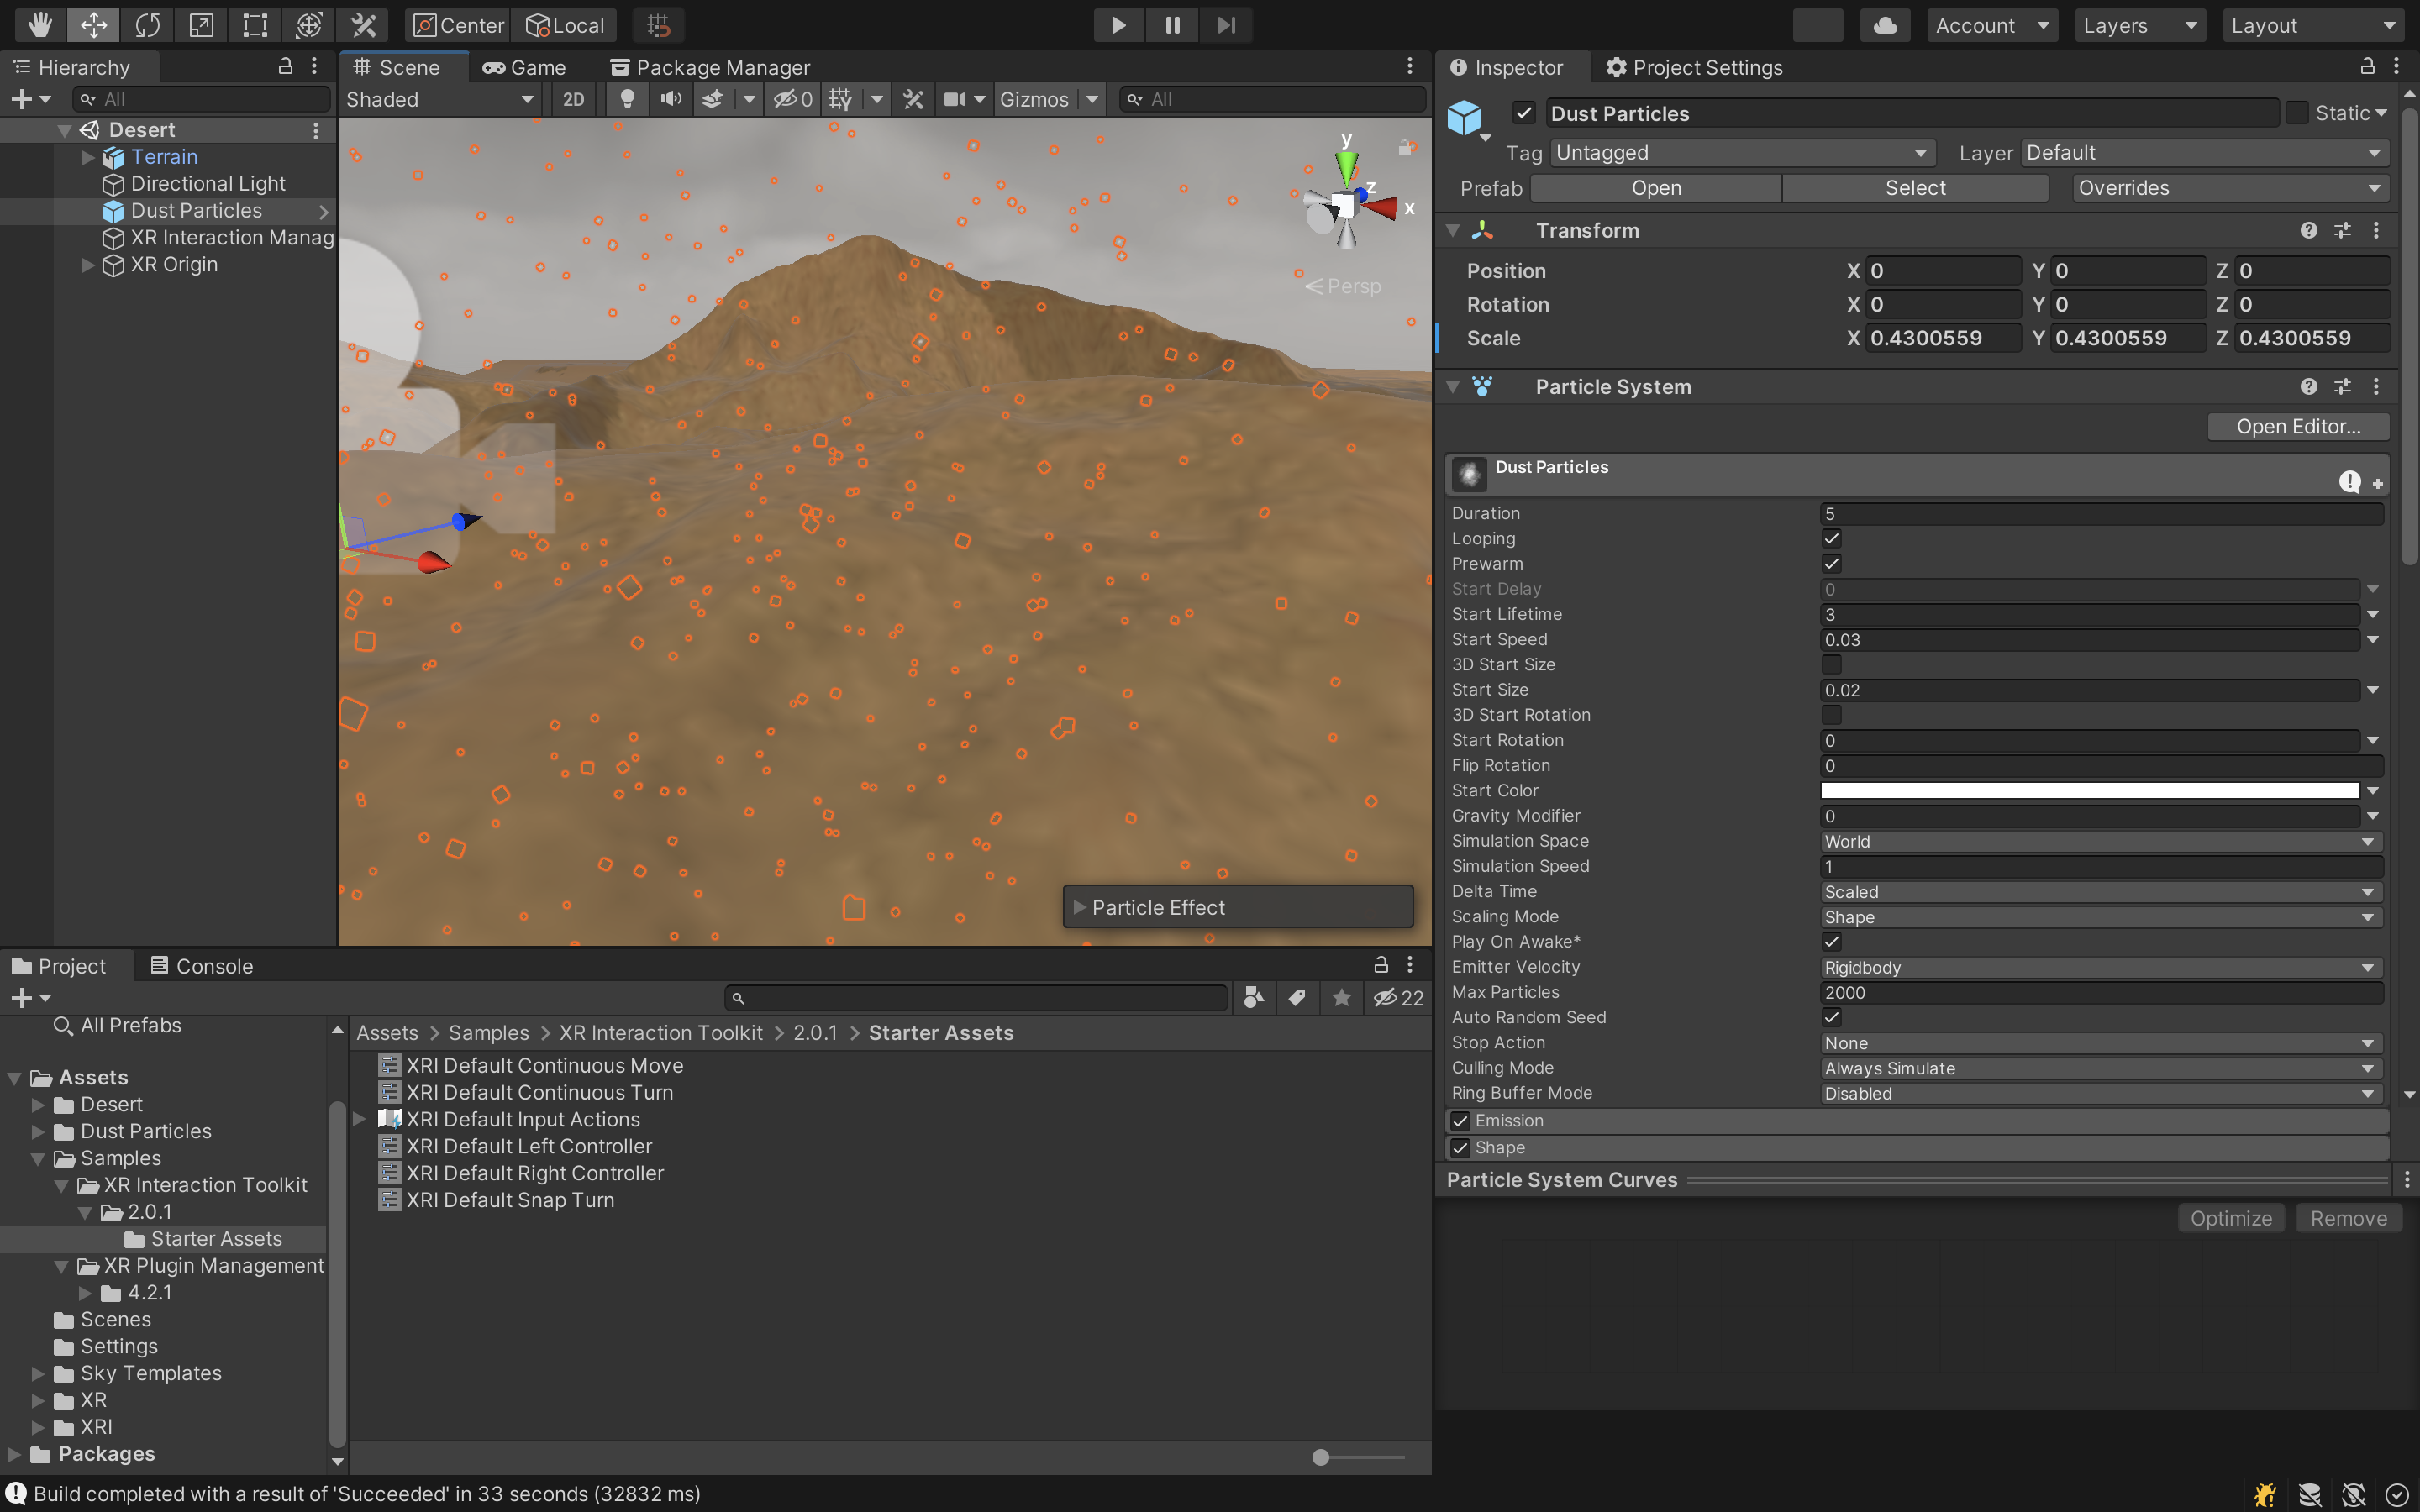 Center
Local
Account
Layers
Layout
Hierarchy
All
Desert
Terrain
Directional Light
Dust Particles
XR Interaction Manag
XR Origin
Scene
Game
Package Manager
Shaded
2D
0
Gizmos
All
y
z
x
Persp
Particle Effect
Inspector
Project Settings
Dust Particles
Static
Tag
Untagged
Layer
Default
Prefab
Open
Select
Overrides
Transform
Position X 0 Y 0 Z 0
Rotation X 0 Y 0 Z 0
Scale X 0.4300559 Y 0.4300559 Z 0.4300559
Particle System
Open Editor...
Dust Particles
Duration 5
Looping
Prewarm
Start Delay 0
Start Lifetime 3
Start Speed 0.03
3D Start Size
Start Size 0.02
3D Start Rotation
Start Rotation 0
Flip Rotation 0
Start Color
Gravity Modifier 0
Simulation Space World
Simulation Speed 1
Delta Time Scaled
Scaling Mode Shape
Play On Awake*
Emitter Velocity Rigidbody
Max Particles 2000
Auto Random Seed
Stop Action None
Culling Mode Always Simulate
Ring Buffer Mode Disabled
Emission
Shape
Particle System Curves
Optimize
Remove
Project
Console
22
All Prefabs
Assets
Desert
Dust Particles
Samples
XR Interaction Toolkit
2.0.1
Starter Assets
XR Plugin Management
4.2.1
Scenes
Settings
Sky Templates
XR
XRI
Packages
Assets > Samples > XR Interaction Toolkit > 2.0.1 > Starter Assets
XRI Default Continuous Move
XRI Default Continuous Turn
XRI Default Input Actions
XRI Default Left Controller
XRI Default Right Controller
XRI Default Snap Turn
Build completed with a result of 'Succeeded' in 33 seconds (32832 ms)